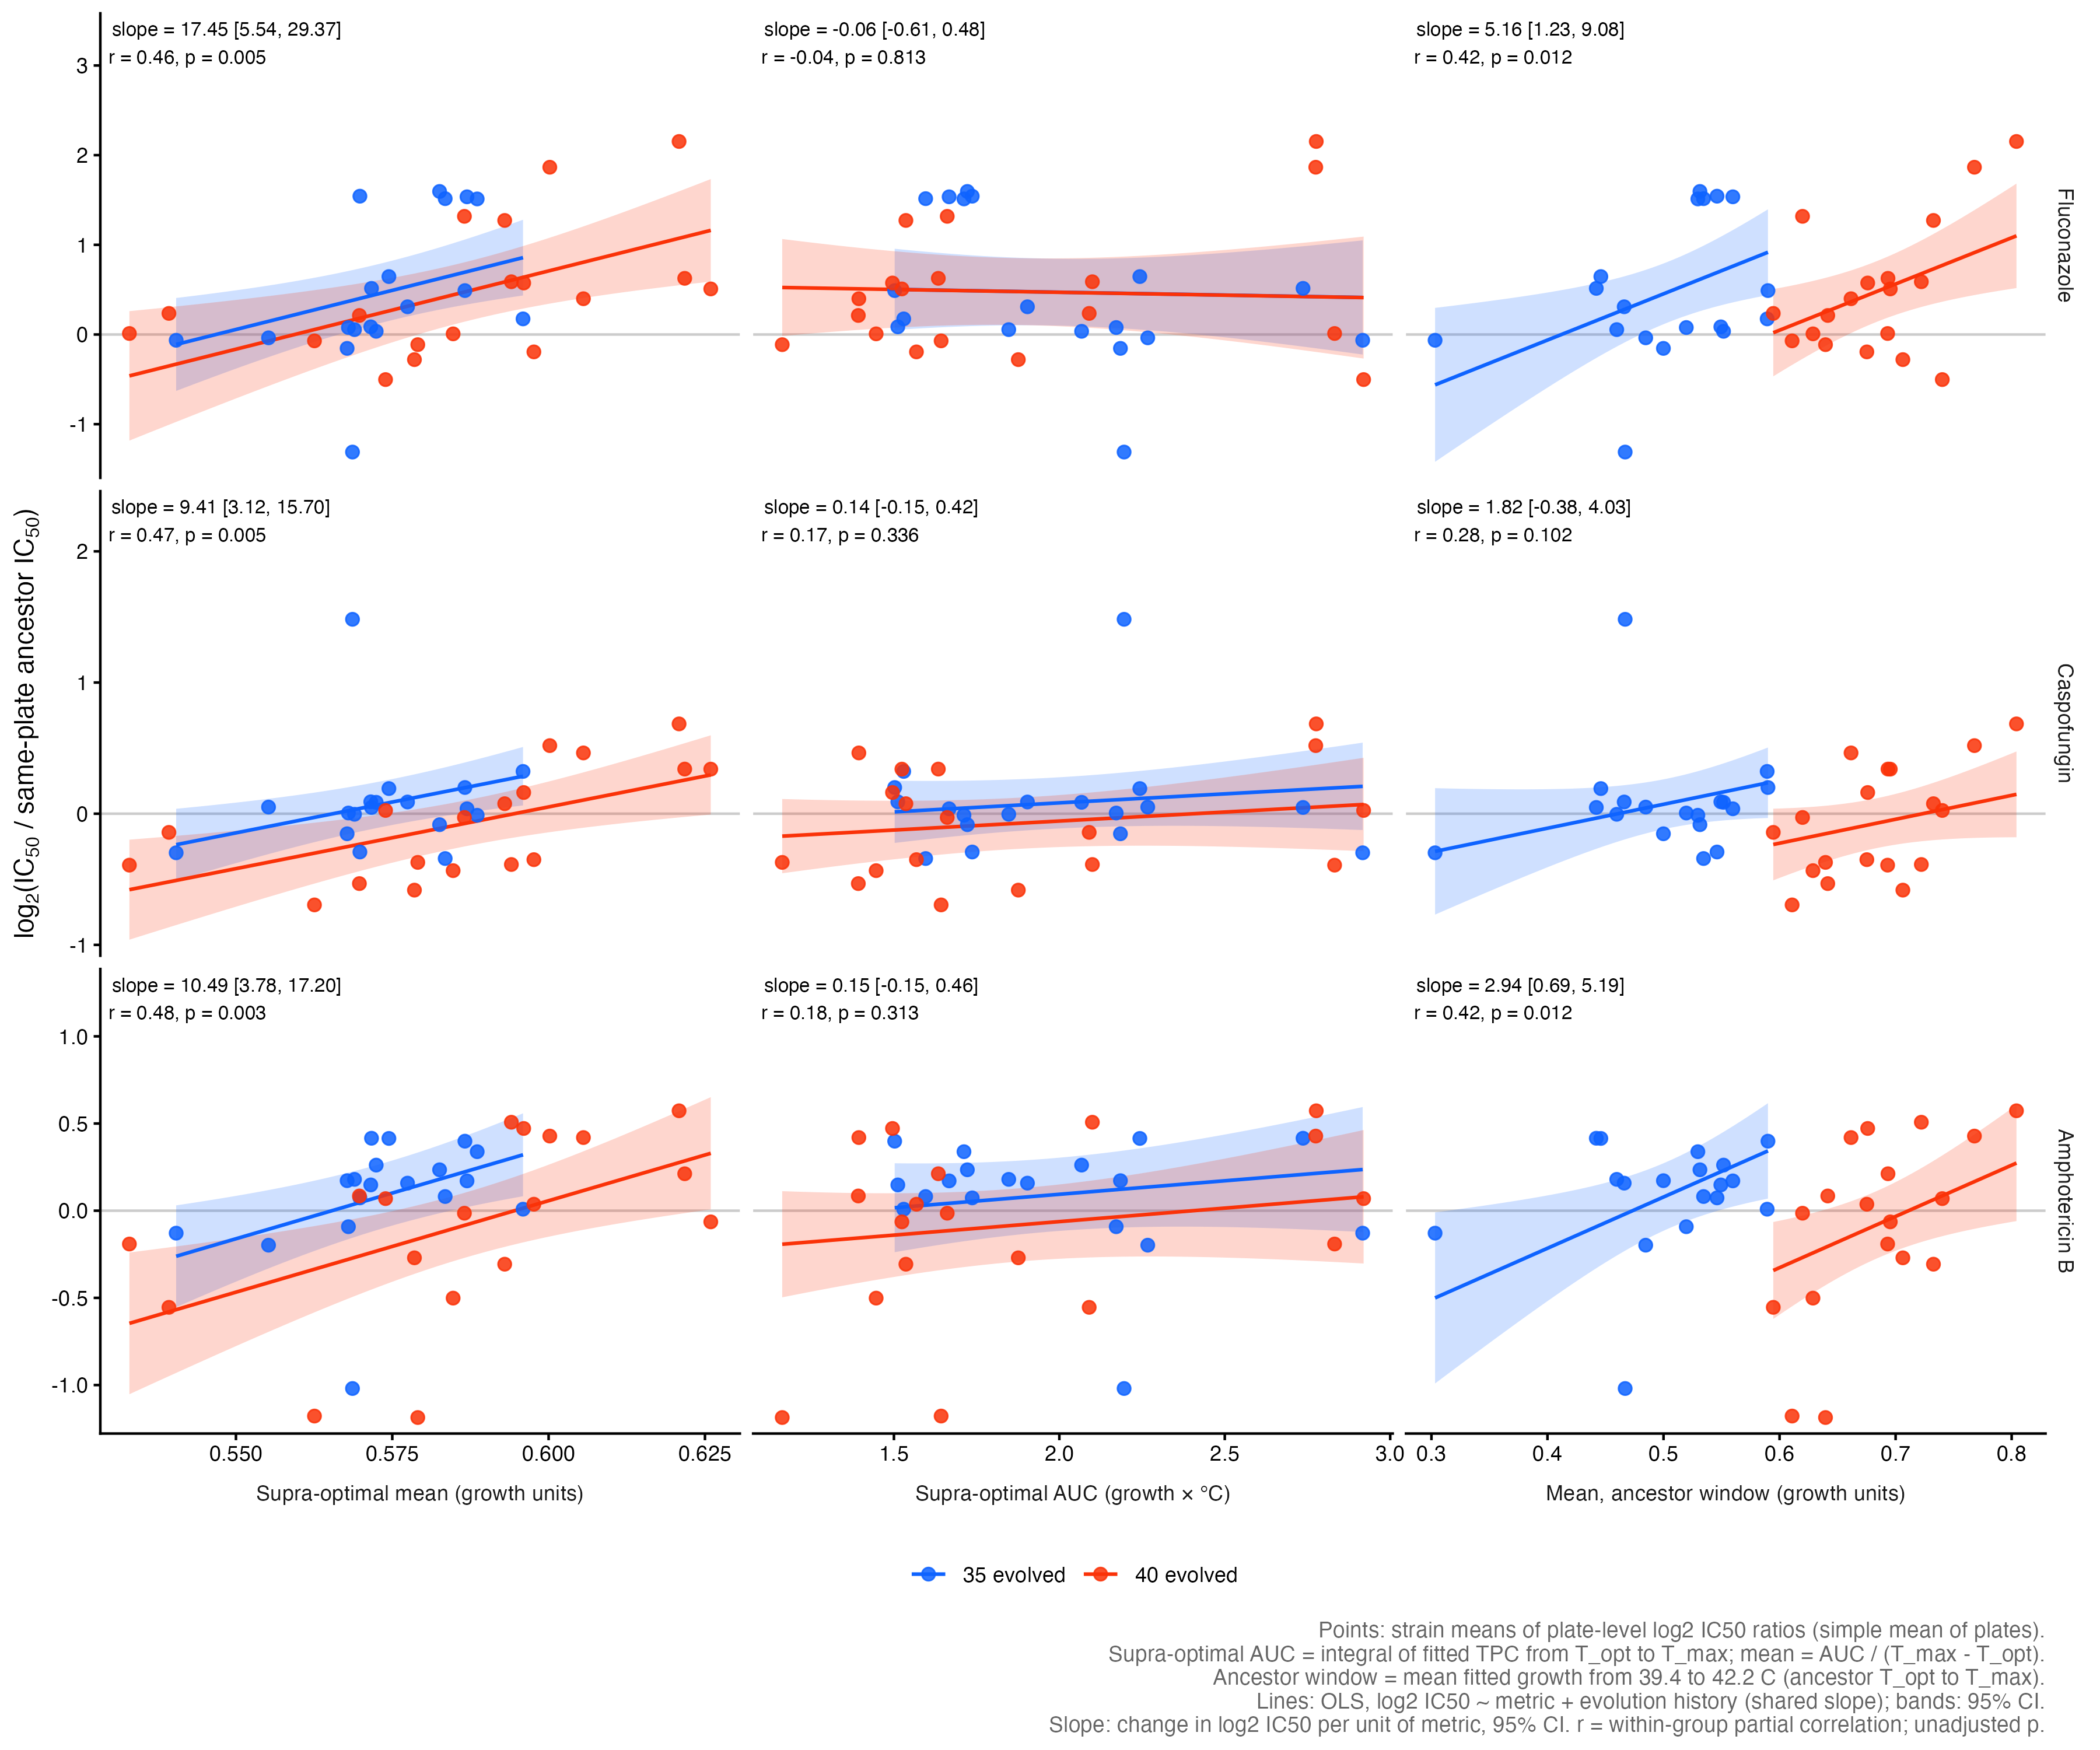 slope = 17.45 [5.54, 29.37]
r = 0.46, p = 0.005
slope = -0.06 [-0.61, 0.48]
r = -0.04, p = 0.813
slope = 5.16 [1.23, 9.08]
r = 0.42, p = 0.012
3
2
1
0
-1
Fluconazole
slope = 9.41 [3.12, 15.70]
r = 0.47, p = 0.005
slope = 0.14 [-0.15, 0.42]
r = 0.17, p = 0.336
slope = 1.82 [-0.38, 4.03]
r = 0.28, p = 0.102
2
1
0
-1
Caspofungin
log₂(IC₅₀ / same-plate ancestor IC₅₀)
slope = 10.49 [3.78, 17.20]
r = 0.48, p = 0.003
slope = 0.15 [-0.15, 0.46]
r = 0.18, p = 0.313
slope = 2.94 [0.69, 5.19]
r = 0.42, p = 0.012
1.0
0.5
0.0
-0.5
-1.0
Amphotericin B
0.550 0.575 0.600 0.625
1.5 2.0 2.5 3.0
0.3 0.4 0.5 0.6 0.7 0.8
Supra-optimal mean (growth units)
Supra-optimal AUC (growth × °C)
Mean, ancestor window (growth units)
35 evolved
40 evolved
Points: strain means of plate-level log2 IC50 ratios (simple mean of plates).
Supra-optimal AUC = integral of fitted TPC from T_opt to T_max; mean = AUC / (T_max - T_opt).
Ancestor window = mean fitted growth from 39.4 to 42.2 C (ancestor T_opt to T_max).
Lines: OLS, log2 IC50 ~ metric + evolution history (shared slope); bands: 95% CI.
Slope: change in log2 IC50 per unit of metric, 95% CI. r = within-group partial correlation; unadjusted p.